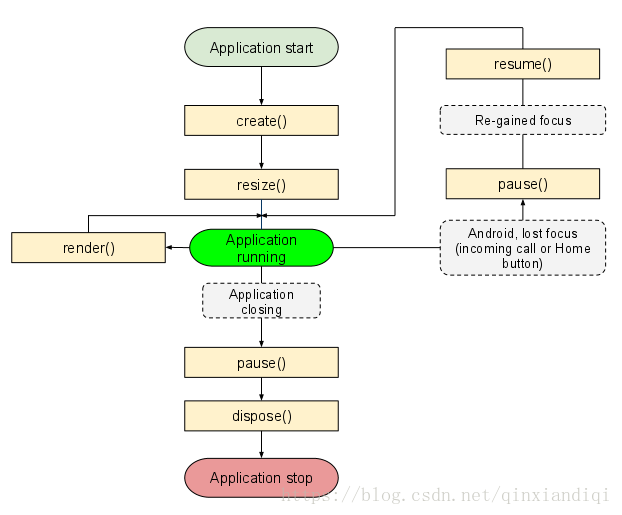 Application start
resume()
create()
Re-gained focus
resize()
pause()
render()
Application
running
Android, lost focus
(incoming call or Home
button)
Application
closing
pause()
dispose()
Application stop
https://blog.csdn.net/qinxiandiqi